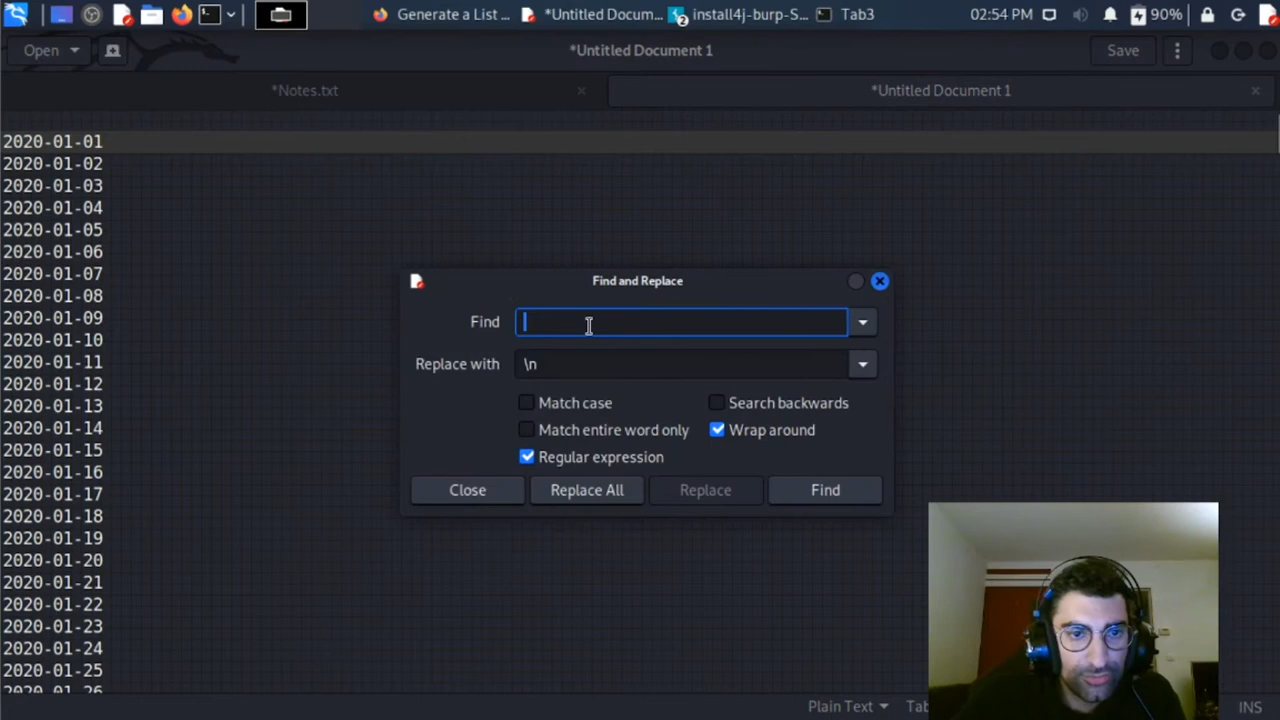 Generate a List ... *Untitled Docum... install4j-burp-S... Tab3 02:54 PM 90%
Open *Untitled Document 1 Save
*Notes.txt *Untitled Document 1
2020-01-01
2020-01-02
2020-01-03
2020-01-04
2020-01-05
2020-01-06
2020-01-07
2020-01-08
2020-01-09
2020-01-10
2020-01-11
2020-01-12
2020-01-13
2020-01-14
2020-01-15
2020-01-16
2020-01-17
2020-01-18
2020-01-19
2020-01-20
2020-01-21
2020-01-22
2020-01-23
2020-01-24
2020-01-25
2020-01-26
Find and Replace
Find
Replace with \n
Match case Search backwards
Match entire word only Wrap around
Regular expression
Close Replace All Replace Find
Plain Text Tab INS